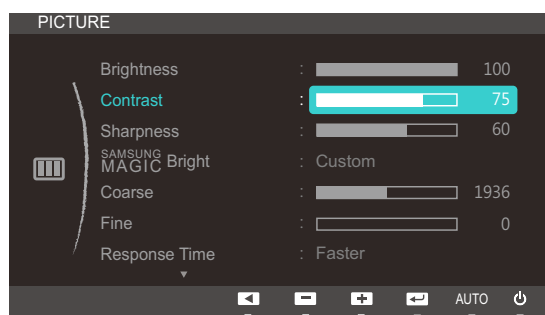 PICTURE
Brightness : 100
Contrast : 75
Sharpness : 60
SAMSUNG MAGIC Bright : Custom
Coarse : 1936
Fine : 0
Response Time : Faster
AUTO